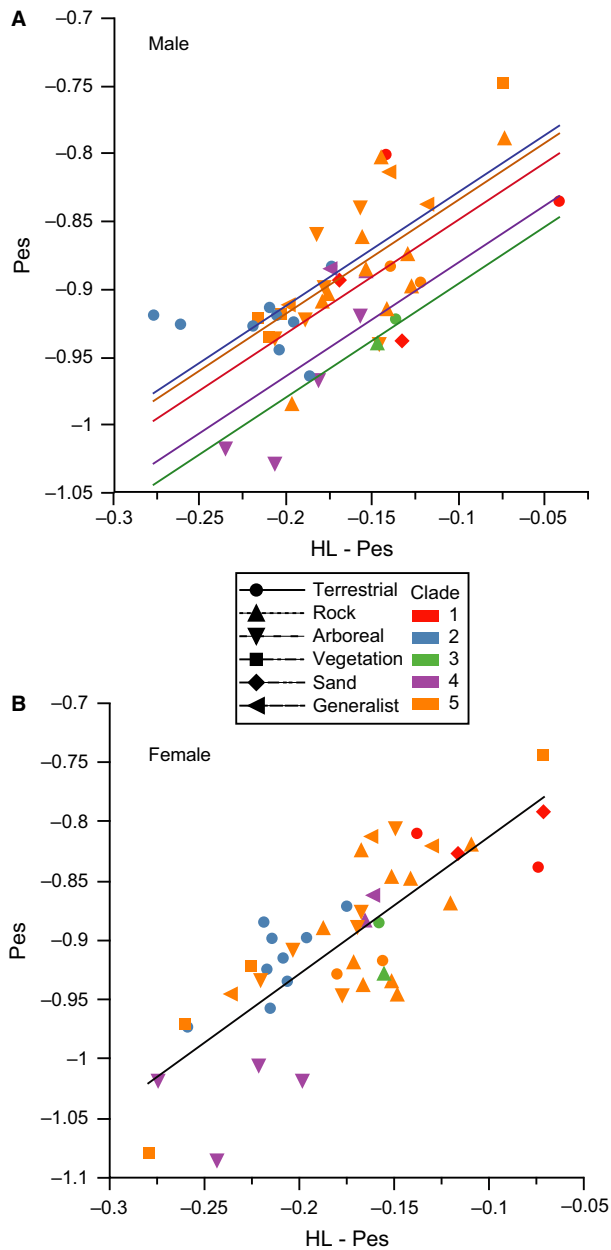 A
Male
–0.7
–0.75
–0.8
–0.85
–0.9
–0.95
–1
–1.05
Pes
–0.3
–0.25
–0.2
–0.15
–0.1
–0.05
HL - Pes
Terrestrial
Rock
Arboreal
Vegetation
Sand
Generalist
Clade
1
2
3
4
5
B
Female
–0.7
–0.75
–0.8
–0.85
–0.9
–0.95
–1
–1.05
–1.1
Pes
–0.3
–0.25
–0.2
–0.15
–0.1
–0.05
HL - Pes